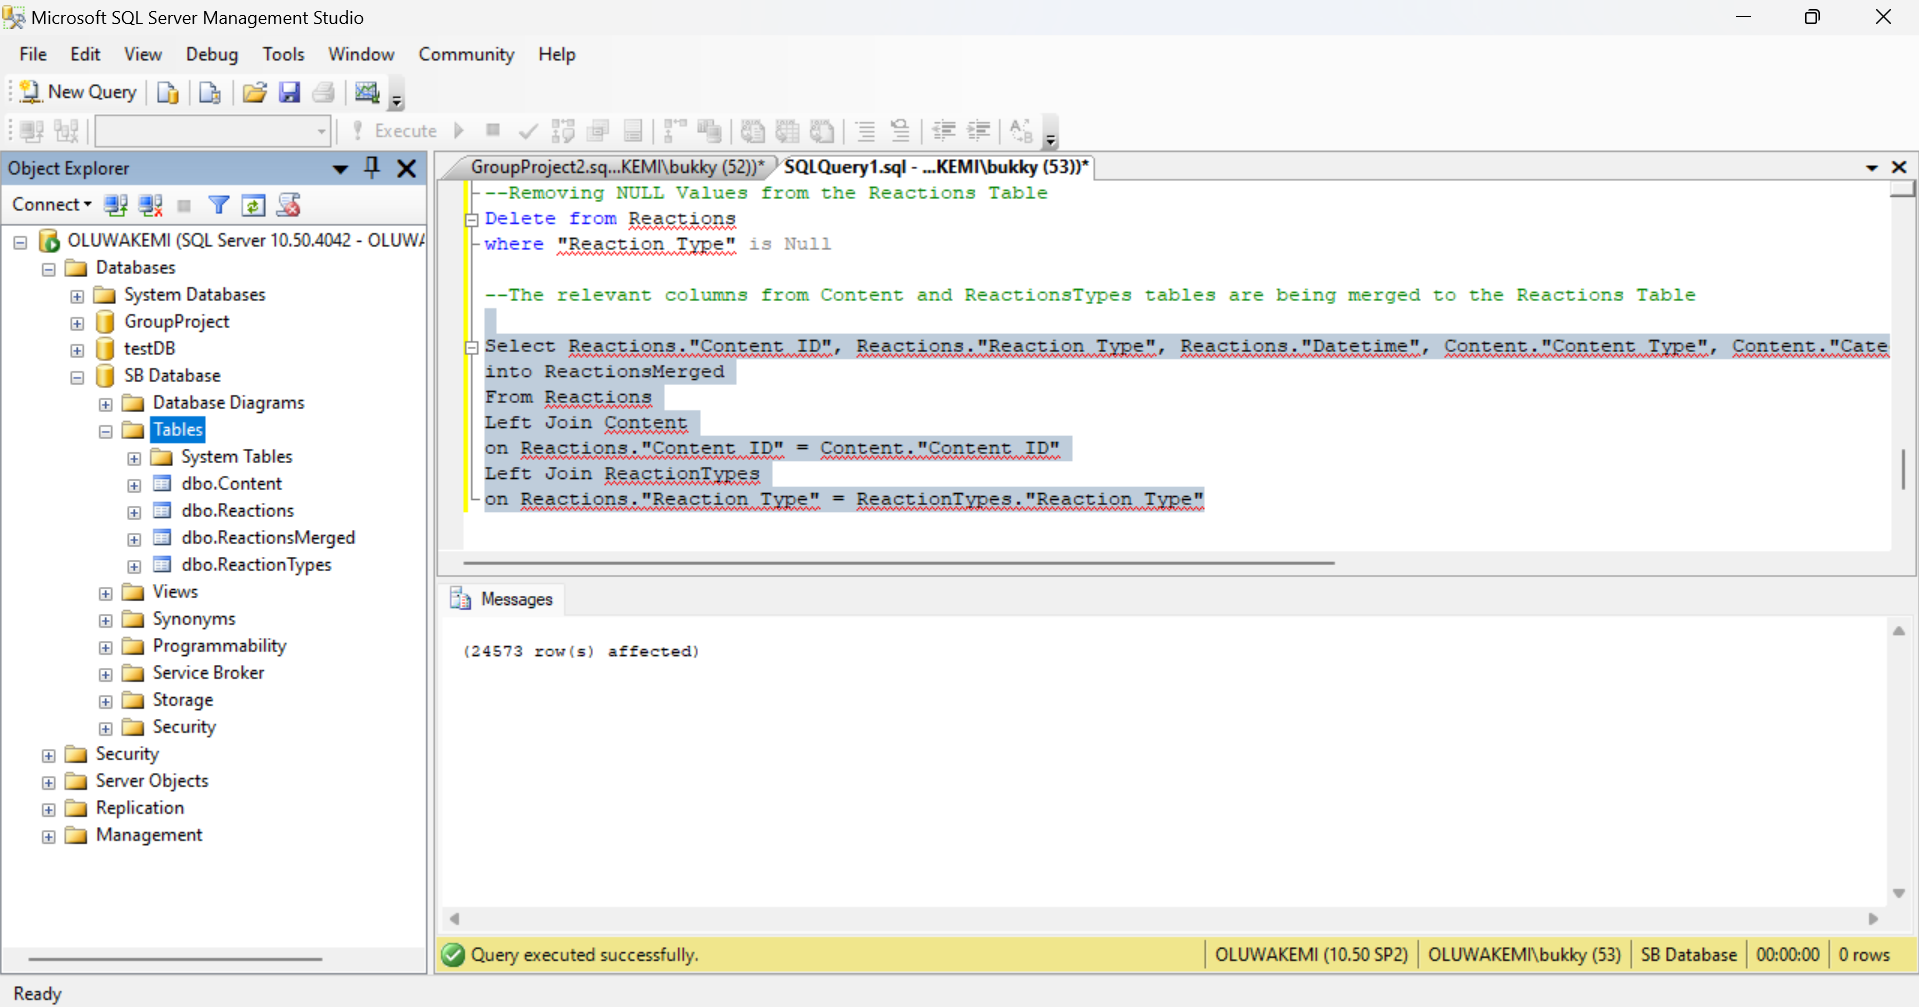 Microsoft SQL Server Management Studio
File Edit View Debug Tools Window Community Help
New Query
Execute
Object Explorer
Connect
OLUWAKEMI (SQL Server 10.50.4042 - OLUWA
Databases
System Databases
GroupProject
testDB
SB Database
Database Diagrams
Tables
System Tables
dbo.Content
dbo.Reactions
dbo.ReactionsMerged
dbo.ReactionTypes
Views
Synonyms
Programmability
Service Broker
Storage
Security
Security
Server Objects
Replication
Management
GroupProject2.sq...KEMI\bukky (52))* SQLQuery1.sql - ...KEMI\bukky (53))*
--Removing NULL Values from the Reactions Table
Delete from Reactions
where "Reaction Type" is Null
--The relevant columns from Content and ReactionsTypes tables are being merged to the Reactions Table
Select Reactions."Content ID", Reactions."Reaction Type", Reactions."Datetime", Content."Content Type", Content."Cate
into ReactionsMerged
From Reactions
Left Join Content
on Reactions."Content ID" = Content."Content ID"
Left Join ReactionTypes
on Reactions."Reaction Type" = ReactionTypes."Reaction Type"
Messages
(24573 row(s) affected)
Query executed successfully. OLUWAKEMI (10.50 SP2) OLUWAKEMI\bukky (53) SB Database 00:00:00 0 rows
Ready